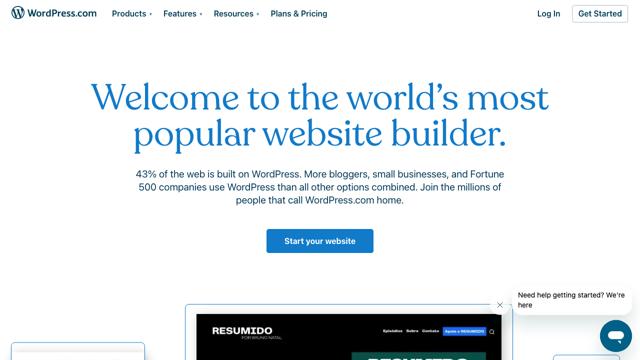 WordPress.com
Products
Features
Resources
Plans & Pricing
Log In
Get Started
Welcome to the world's most
popular website builder.
43% of the web is built on WordPress. More bloggers, small businesses, and Fortune
500 companies use WordPress than all other options combined. Join the millions of
people that call WordPress.com home.
Start your website
Need help getting started? We're
here
RESUMIDO
FOR BRUNO NATAL
Episódios
Sobre
Contato
Apoie o RESUMIDO
RESUMIDO